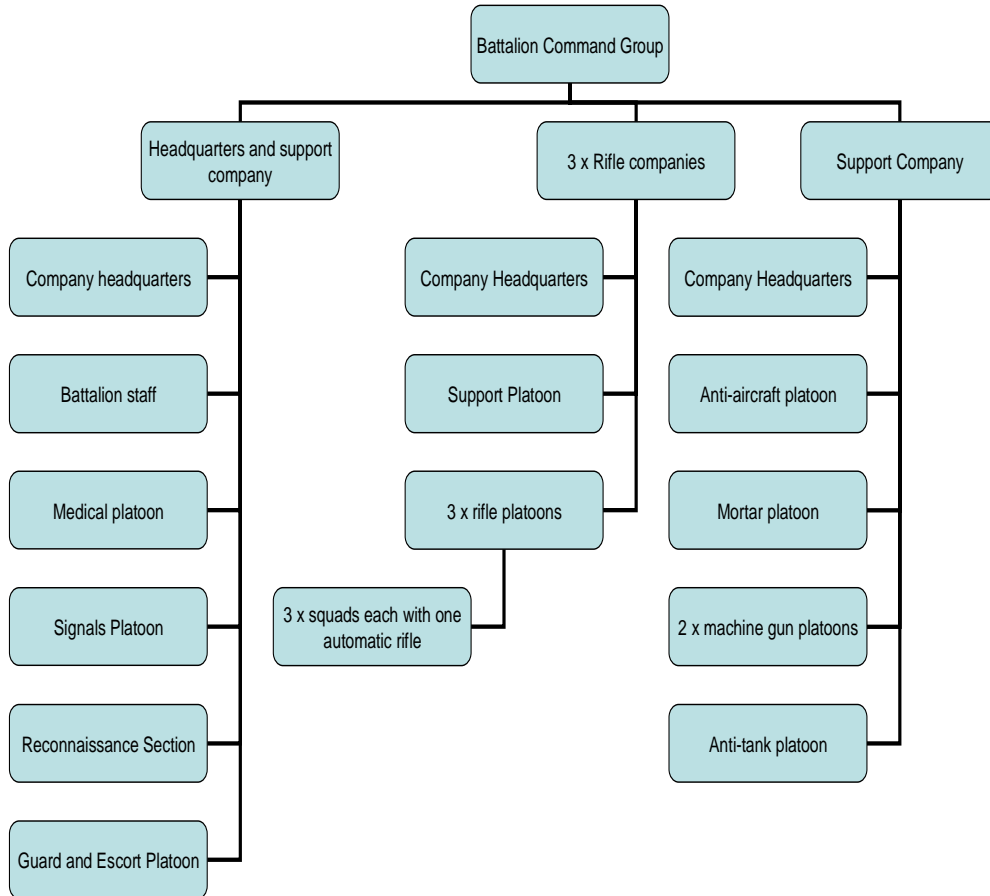 Battalion Command Group
Headquarters and support
company
3 x Rifle companies
Support Company
Company headquarters
Company Headquarters
Company Headquarters
Battalion staff
Support Platoon
Anti-aircraft platoon
Medical platoon
3 x rifle platoons
Mortar platoon
Signals Platoon
3 x squads each with one
automatic rifle
2 x machine gun platoons
Reconnaissance Section
Anti-tank platoon
Guard and Escort Platoon